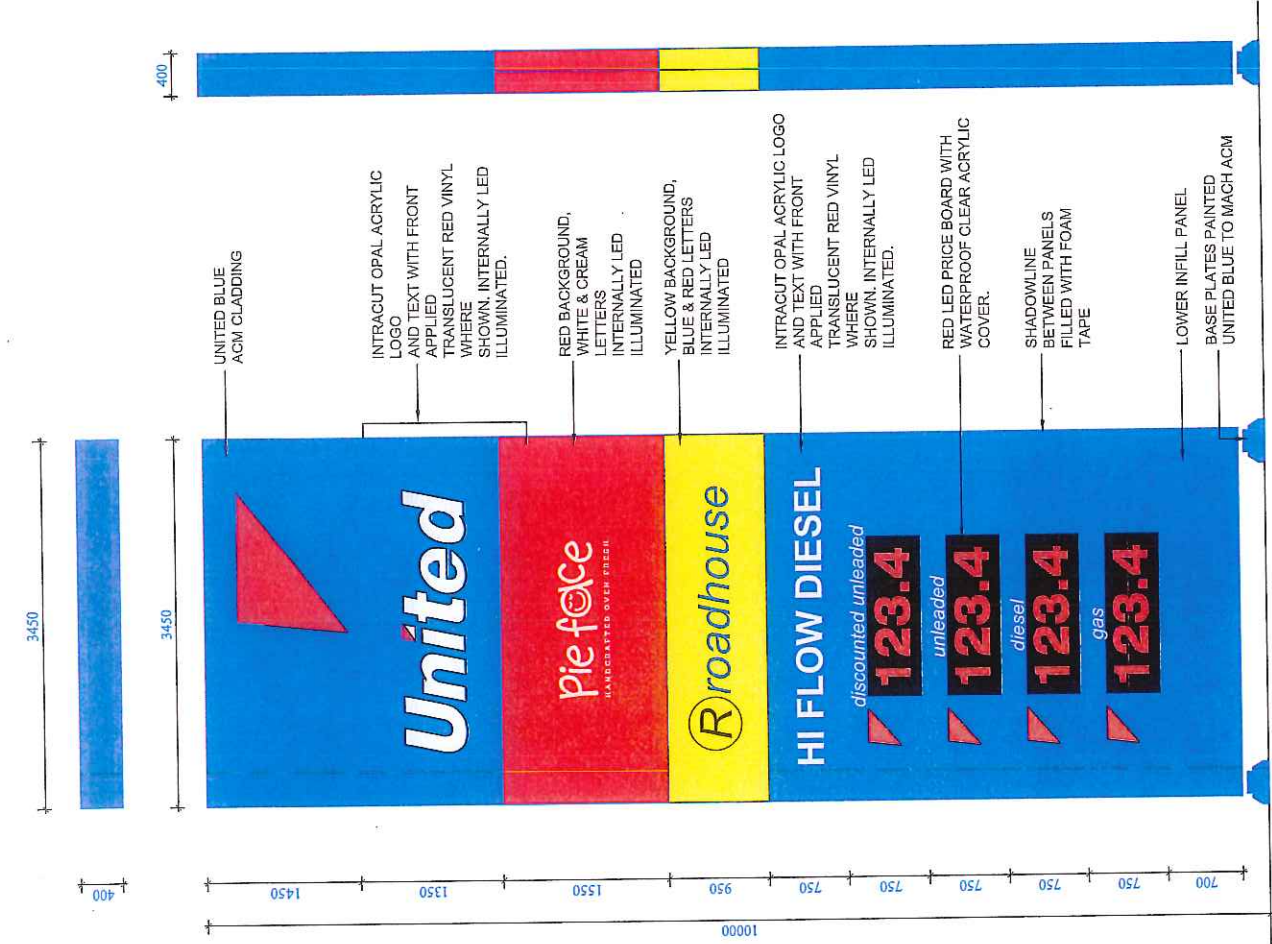 400
3450
3450
400
UNITED BLUE
ACM CLADDING
INTRACUT OPAL ACRYLIC
LOGO
AND TEXT WITH FRONT
APPLIED
TRANSLUCENT RED VINYL
WHERE
SHOWN. INTERNALLY LED
ILLUMINATED.
RED BACKGROUND,
WHITE & CREAM
LETTERS
INTERNALLY LED
ILLUMINATED
YELLOW BACKGROUND,
BLUE & RED LETTERS
INTERNALLY LED
ILLUMINATED
INTRACUT OPAL ACRYLIC LOGO
AND TEXT WITH FRONT
APPLIED
TRANSLUCENT RED VINYL
WHERE
SHOWN. INTERNALLY LED
ILLUMINATED.
RED LED PRICE BOARD WITH
WATERPROOF CLEAR ACRYLIC
COVER.
SHADOWLINE
BETWEEN PANELS
FILLED WITH FOAM
TAPE
LOWER INFILL PANEL
BASE PLATES PAINTED
UNITED BLUE TO MACH ACM
United
Pie face
HANDCRAFTED OVEN FRESH
R roadhouse
HI FLOW DIESEL
discounted unleaded
123.4
unleaded
123.4
diesel
123.4
gas
123.4
1450
1350
1550
950
750
750
750
750
750
700
10000